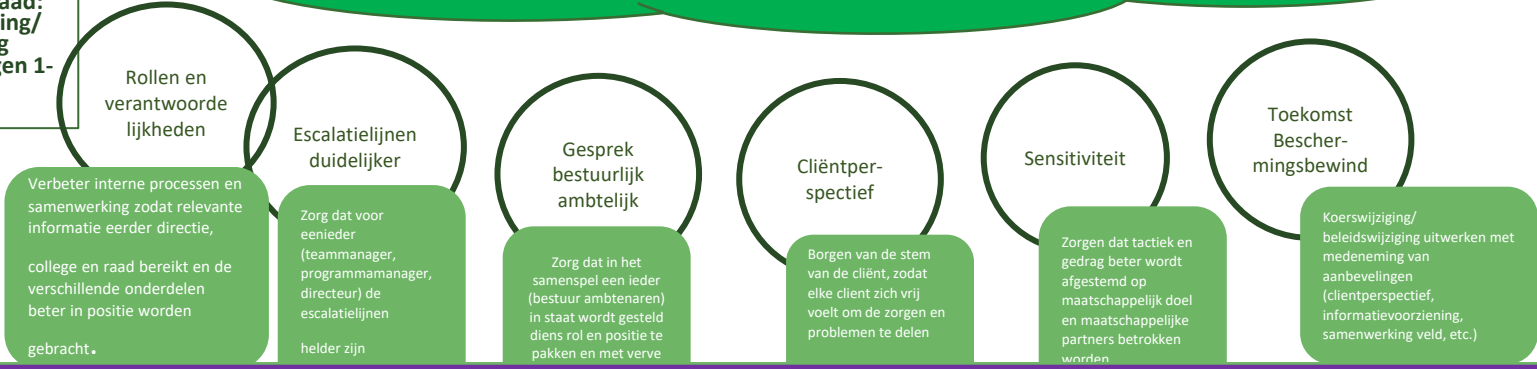 aad:
ing/
g
gen 1-
Rollen en
verantwoorde
lijkheden
Verbeter interne processen en
samenwerking zodat relevante
informatie eerder directie,
college en raad bereikt en de
verschillende onderdelen
beter in positie worden
gebracht.
Escalatielijnen
duidelijker
Zorg dat voor
eenieder
(teammanager,
programmamanager,
directeur) de
escalatielijnen
helder zijn
Gesprek
bestuurlijk
ambtelijk
Zorg dat in het
samenspel een ieder
(bestuur ambtenaren)
in staat wordt gesteld
diens rol en positie te
pakken en met verve
Cliëntper-
spectief
Borgen van de stem
van de cliënt, zodat
elke client zich vrij
voelt om de zorgen en
problemen te delen
Sensitiviteit
Zorgen dat tactiek en
gedrag beter wordt
afgestemd op
maatschappelijk doel
en maatschappelijke
partners betrokken
worden
Toekomst
Bescher-
mingsbewind
Koerswijziging/
beleidswijziging uitwerken met
medeneming van
aanbevelingen
(clientperspectief,
informatievoorziening,
samenwerking veld, etc.)